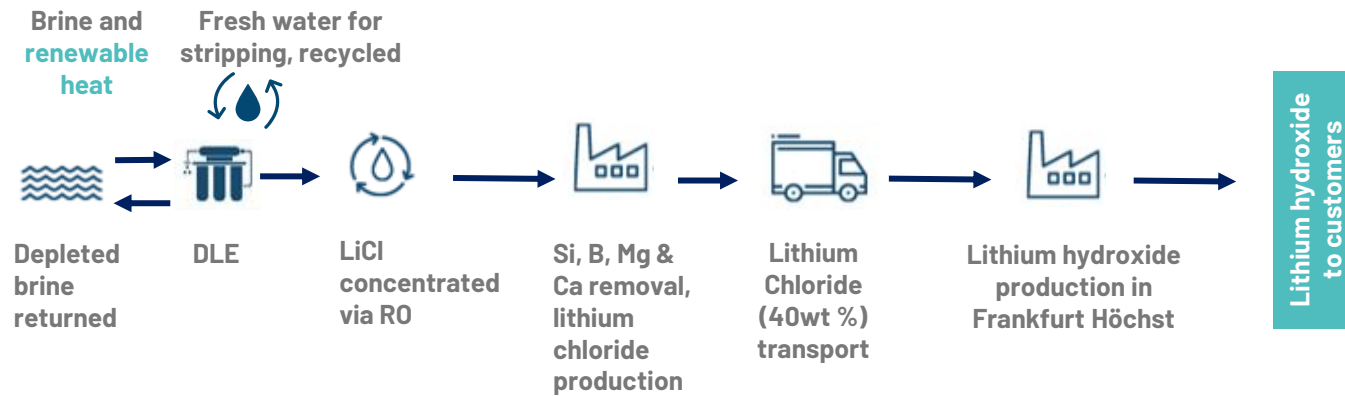 Brine and
renewable
heat
Fresh water for
stripping, recycled
Depleted
brine
returned
DLE
LiCl
concentrated
via RO
Si, B, Mg &
Ca removal,
lithium
chloride
production
Lithium
Chloride
(40wt %)
transport
Lithium hydroxide
production in
Frankfurt Höchst
Lithium hydroxide
to customers